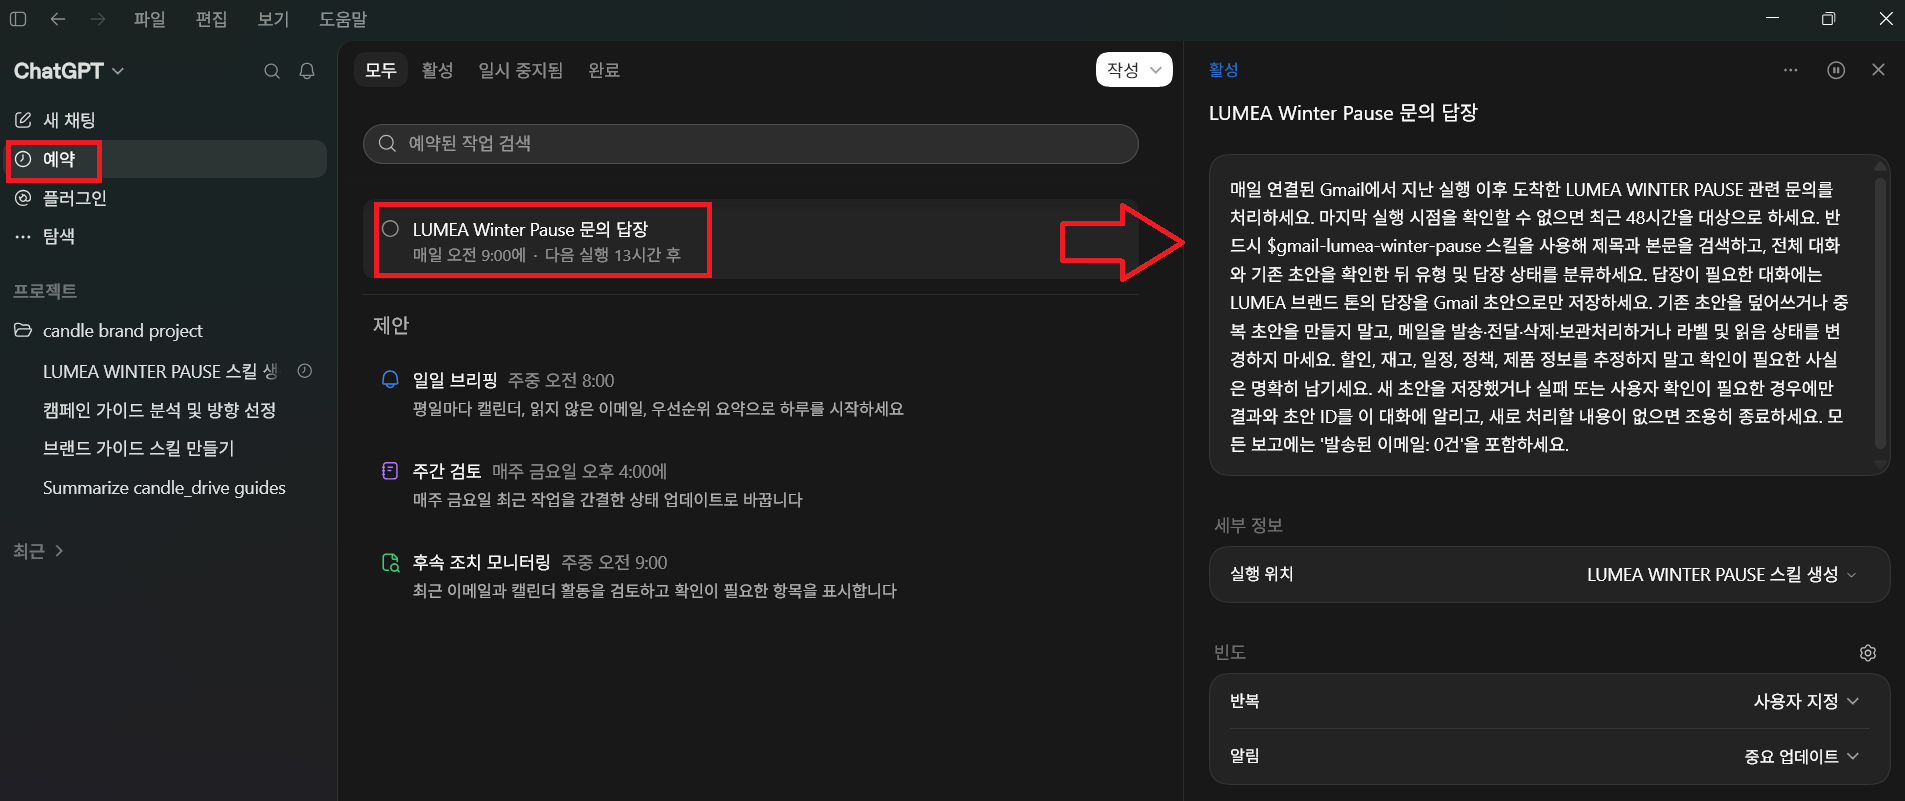 파일 편집 보기 도움말
ChatGPT
새 채팅
예약
플러그인
탐색
프로젝트
candle brand project
LUMEA WINTER PAUSE 스킬 생
캠페인 가이드 분석 및 방향 선정
브랜드 가이드 스킬 만들기
Summarize candle_drive guides
최근
모두 활성 일시 중지됨 완료
작성
예약된 작업 검색
LUMEA Winter Pause 문의 답장
매일 오전 9:00에 · 다음 실행 13시간 후
제안
일일 브리핑 주중 오전 8:00
평일마다 캘린더, 읽지 않은 이메일, 우선순위 요약으로 하루를 시작하세요
주간 검토 매주 금요일 오후 4:00에
매주 금요일 최근 작업을 간결한 상태 업데이트로 바꿉니다
후속 조치 모니터링 주중 오전 9:00
최근 이메일과 캘린더 활동을 검토하고 확인이 필요한 항목을 표시합니다
활성
LUMEA Winter Pause 문의 답장
매일 연결된 Gmail에서 지난 실행 이후 도착한 LUMEA WINTER PAUSE 관련 문의를
처리하세요. 마지막 실행 시점을 확인할 수 없으면 최근 48시간을 대상으로 하세요. 반
드시 $gmail-lumea-winter-pause 스킬을 사용해 제목과 본문을 검색하고, 전체 대화
와 기존 초안을 확인한 뒤 유형 및 답장 상태를 분류하세요. 답장이 필요한 대화에는
LUMEA 브랜드 톤의 답장을 Gmail 초안으로만 저장하세요. 기존 초안을 덮어쓰거나 중
복 초안을 만들지 말고, 메일을 발송·전달·삭제·보관처리하거나 라벨 및 읽음 상태를 변
경하지 마세요. 할인, 재고, 일정, 정책, 제품 정보를 추정하지 말고 확인이 필요한 사실
은 명확히 남기세요. 새 초안을 저장했거나 실패 또는 사용자 확인이 필요한 경우에만
결과와 초안 ID를 이 대화에 알리고, 새로 처리할 내용이 없으면 조용히 종료하세요. 모
든 보고에는 '발송된 이메일: 0건'을 포함하세요.
세부 정보
실행 위치 LUMEA WINTER PAUSE 스킬 생성
빈도
반복 사용자 지정
알림 중요 업데이트